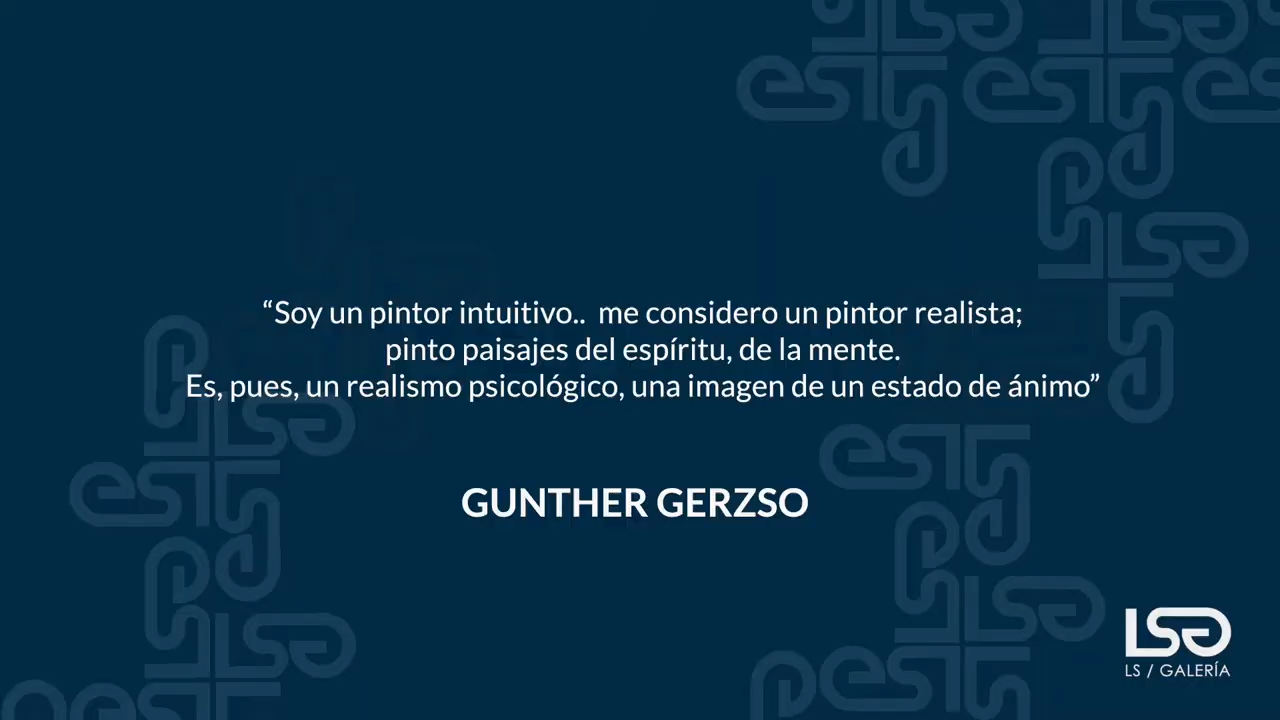 “Soy un pintor intuitivo..  me considero un pintor realista;
pinto paisajes del espíritu, de la mente.
Es, pues, un realismo psicológico, una imagen de un estado de ánimo”
GUNTHER GERZSO
LSG
LS / GALERÍA